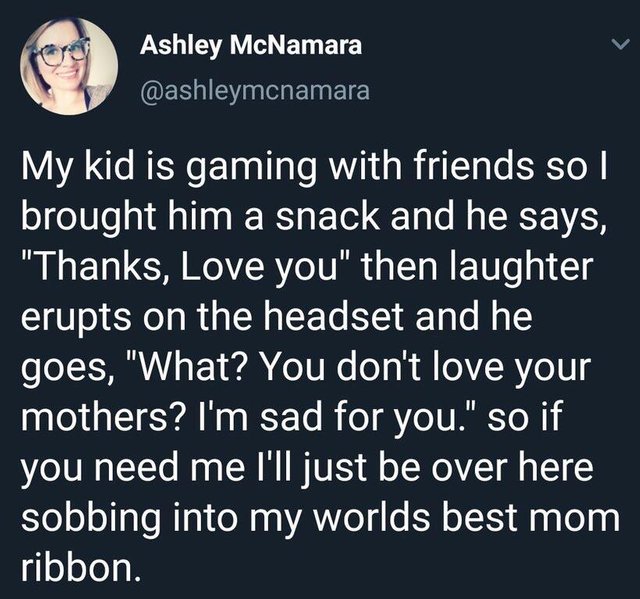 Ashley McNamara
@ashleymcnamara
My kid is gaming with friends so I
brought him a snack and he says,
"Thanks, Love you" then laughter
erupts on the headset and he
goes, "What? You don't love your
mothers? I'm sad for you." so if
you need me I'll just be over here
sobbing into my worlds best mom
ribbon.